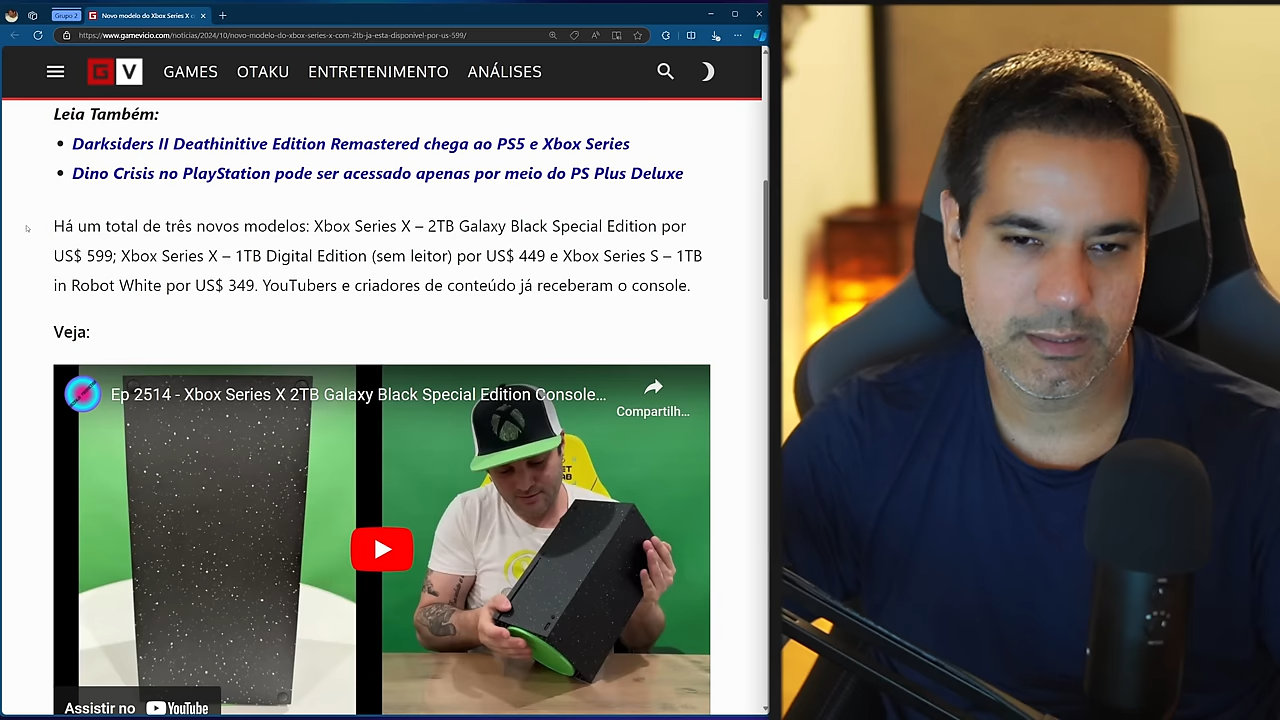 Grupo 2
Novo modelo do Xbox Series X c
https://www.gamevicio.com/noticias/2024/10/novo-modelo-do-xbox-series-x-com-2tb-ja-esta-disponivel-por-us-599/
G V GAMES OTAKU ENTRETENIMENTO ANÁLISES
Leia Também:
• Darksiders II Deathinitive Edition Remastered chega ao PS5 e Xbox Series
• Dino Crisis no PlayStation pode ser acessado apenas por meio do PS Plus Deluxe
Há um total de três novos modelos: Xbox Series X – 2TB Galaxy Black Special Edition por
US$ 599; Xbox Series X – 1TB Digital Edition (sem leitor) por US$ 449 e Xbox Series S – 1TB
in Robot White por US$ 349. YouTubers e criadores de conteúdo já receberam o console.
Veja:
Ep 2514 - Xbox Series X 2TB Galaxy Black Special Edition Console…
Compartilh…
Assistir no YouTube